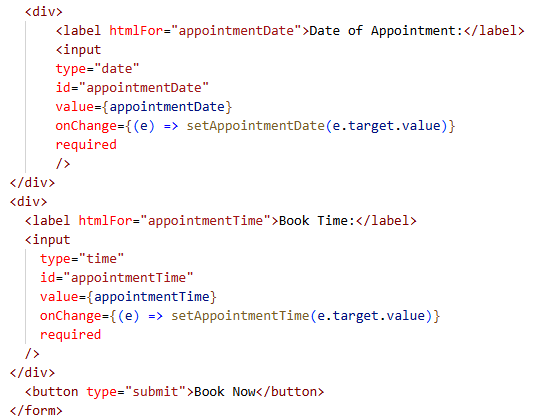 <div>
<label htmlFor="appointmentDate">Date of Appointment:</label>
<input
type="date"
id="appointmentDate"
value={appointmentDate}
onChange={(e) => setAppointmentDate(e.target.value)}
required
/>
</div>
<div>
<label htmlFor="appointmentTime">Book Time:</label>
<input
type="time"
id="appointmentTime"
value={appointmentTime}
onChange={(e) => setAppointmentTime(e.target.value)}
required
/>
</div>
<button type="submit">Book Now</button>
</form>